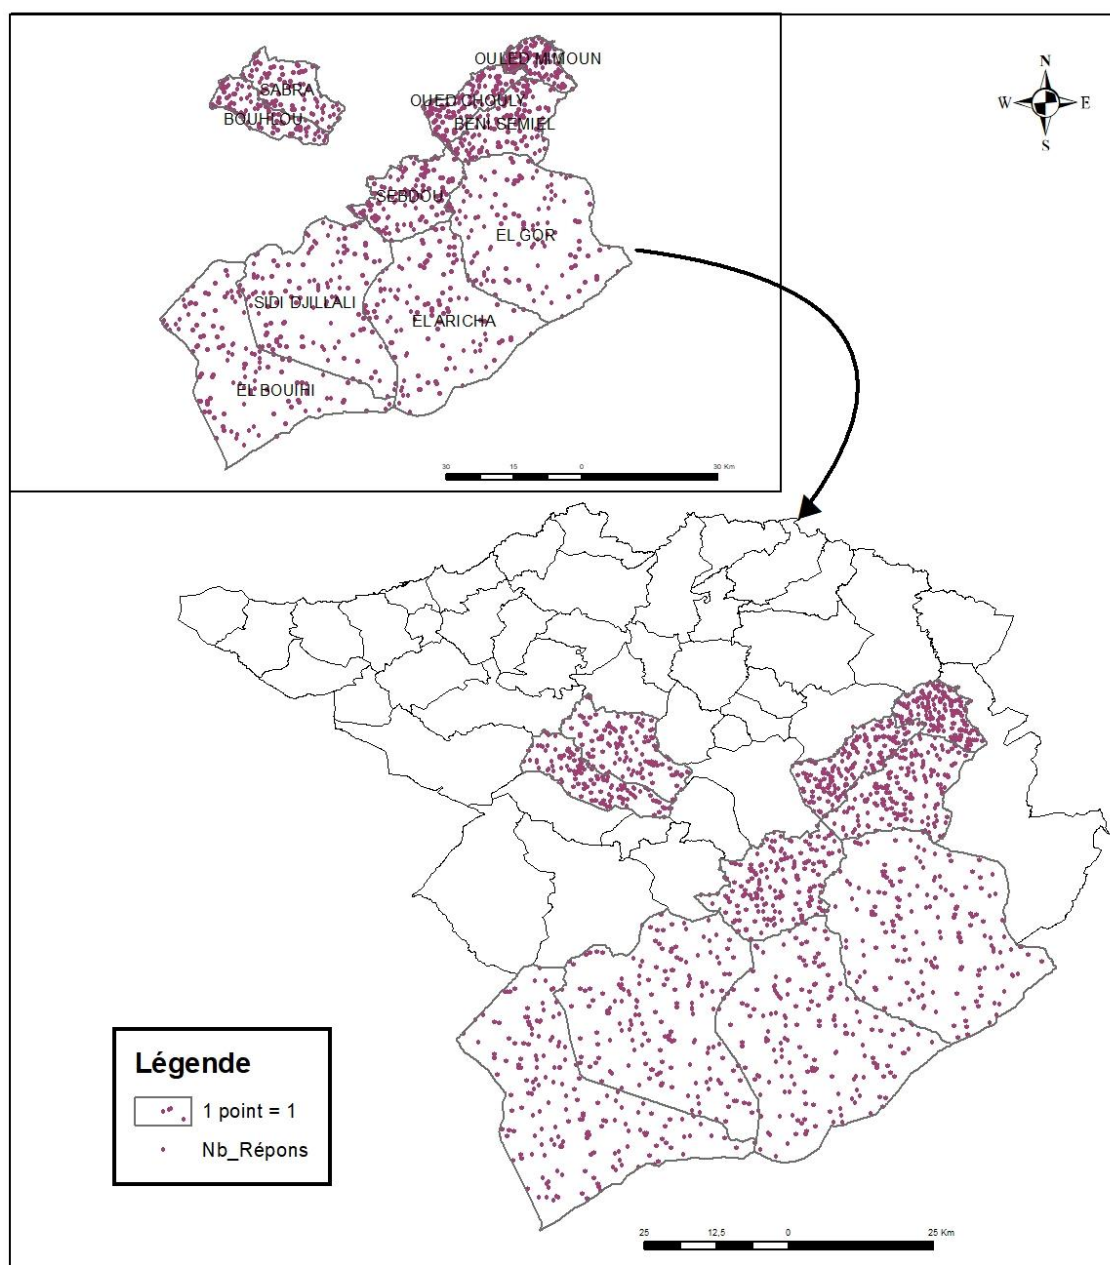 OULED MIMOUN
SABRA
OUED CHOULY
BOUHLOU
BENI SEMIEL
SEBDOU
EL GOR
SIDI DJILLALI
EL ARICHA
EL BOUIHI
N
W E
S
30 15 0 30 Km
Légende
1 point = 1
Nb_Répons
25 12,5 0 25 Km